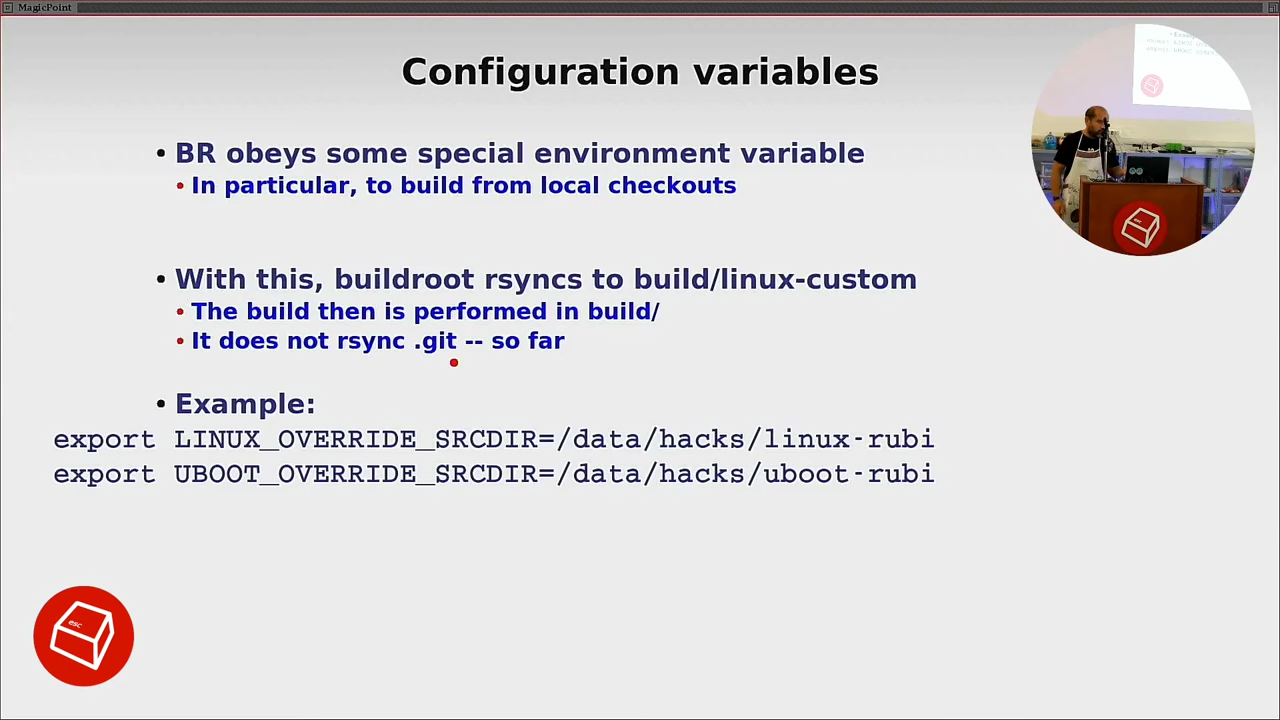 MagicPoint
Configuration variables
BR obeys some special environment variable
In particular, to build from local checkouts
With this, buildroot rsyncs to build/linux-custom
The build then is performed in build/
It does not rsync .git -- so far
Example:
export LINUX_OVERRIDE_SRCDIR=/data/hacks/linux-rubi
export UBOOT_OVERRIDE_SRCDIR=/data/hacks/uboot-rubi
esc
esc